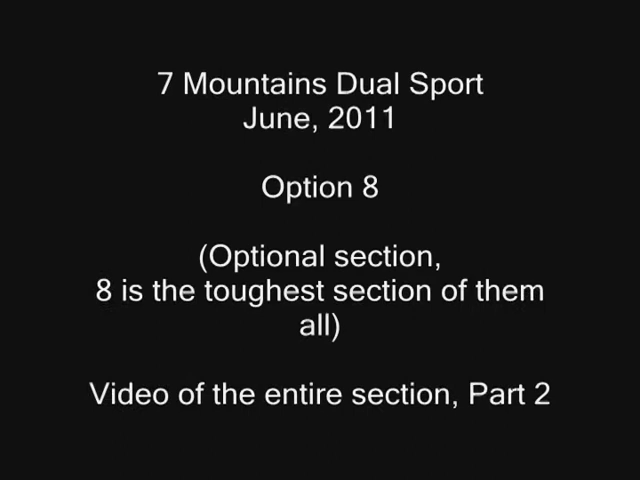 7 Mountains Dual Sport
June, 2011
Option 8
(Optional section,
8 is the toughest section of them
all)
Video of the entire section, Part 2